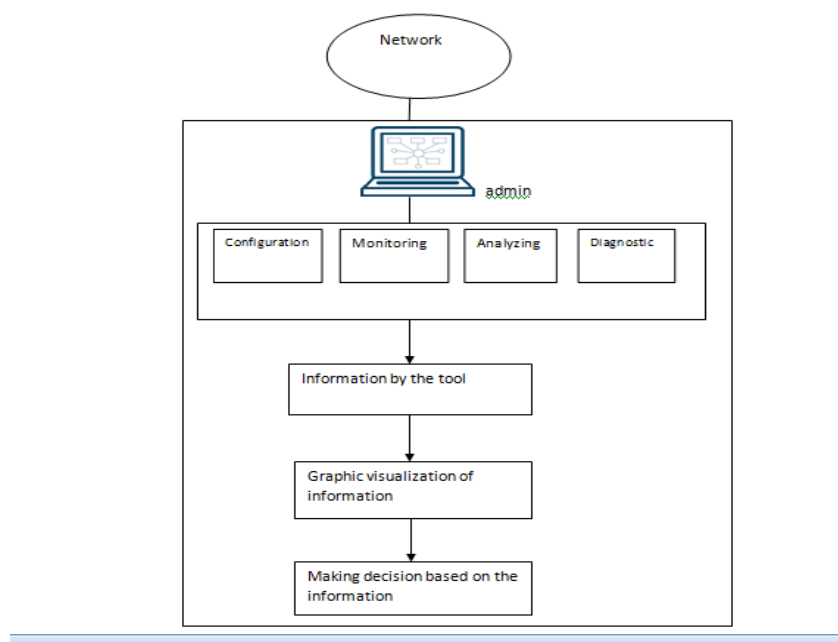 Network
admin
Configuration
Monitoring
Analyzing
Diagnostic
Information by the tool
Graphic visualization of
information
Making decision based on the
information